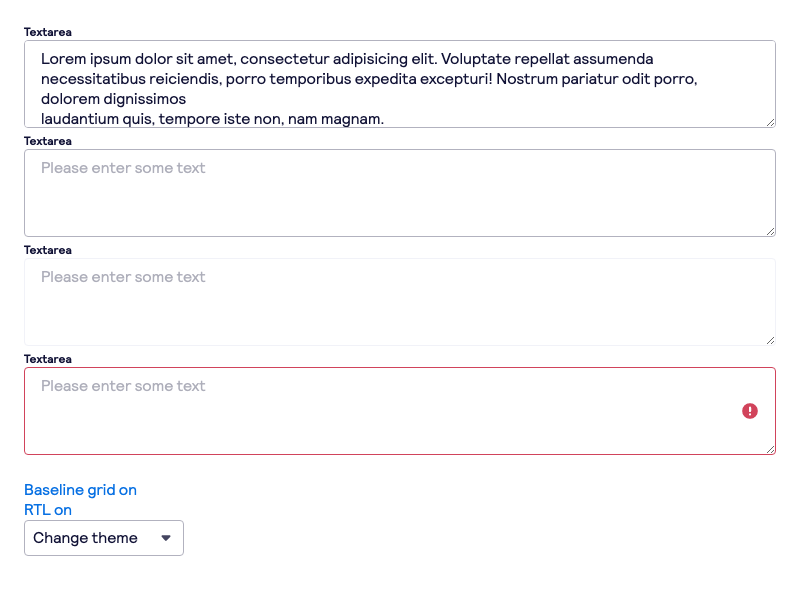 Textarea
Lorem ipsum dolor sit amet, consectetur adipisicing elit. Voluptate repellat assumenda
necessitatibus reiciendis, porro temporibus expedita excepturi! Nostrum pariatur odit porro,
dolorem dignissimos
laudantium quis, tempore iste non, nam magnam.
Textarea
Please enter some text
Textarea
Please enter some text
Textarea
Please enter some text
Baseline grid on
RTL on
Change theme